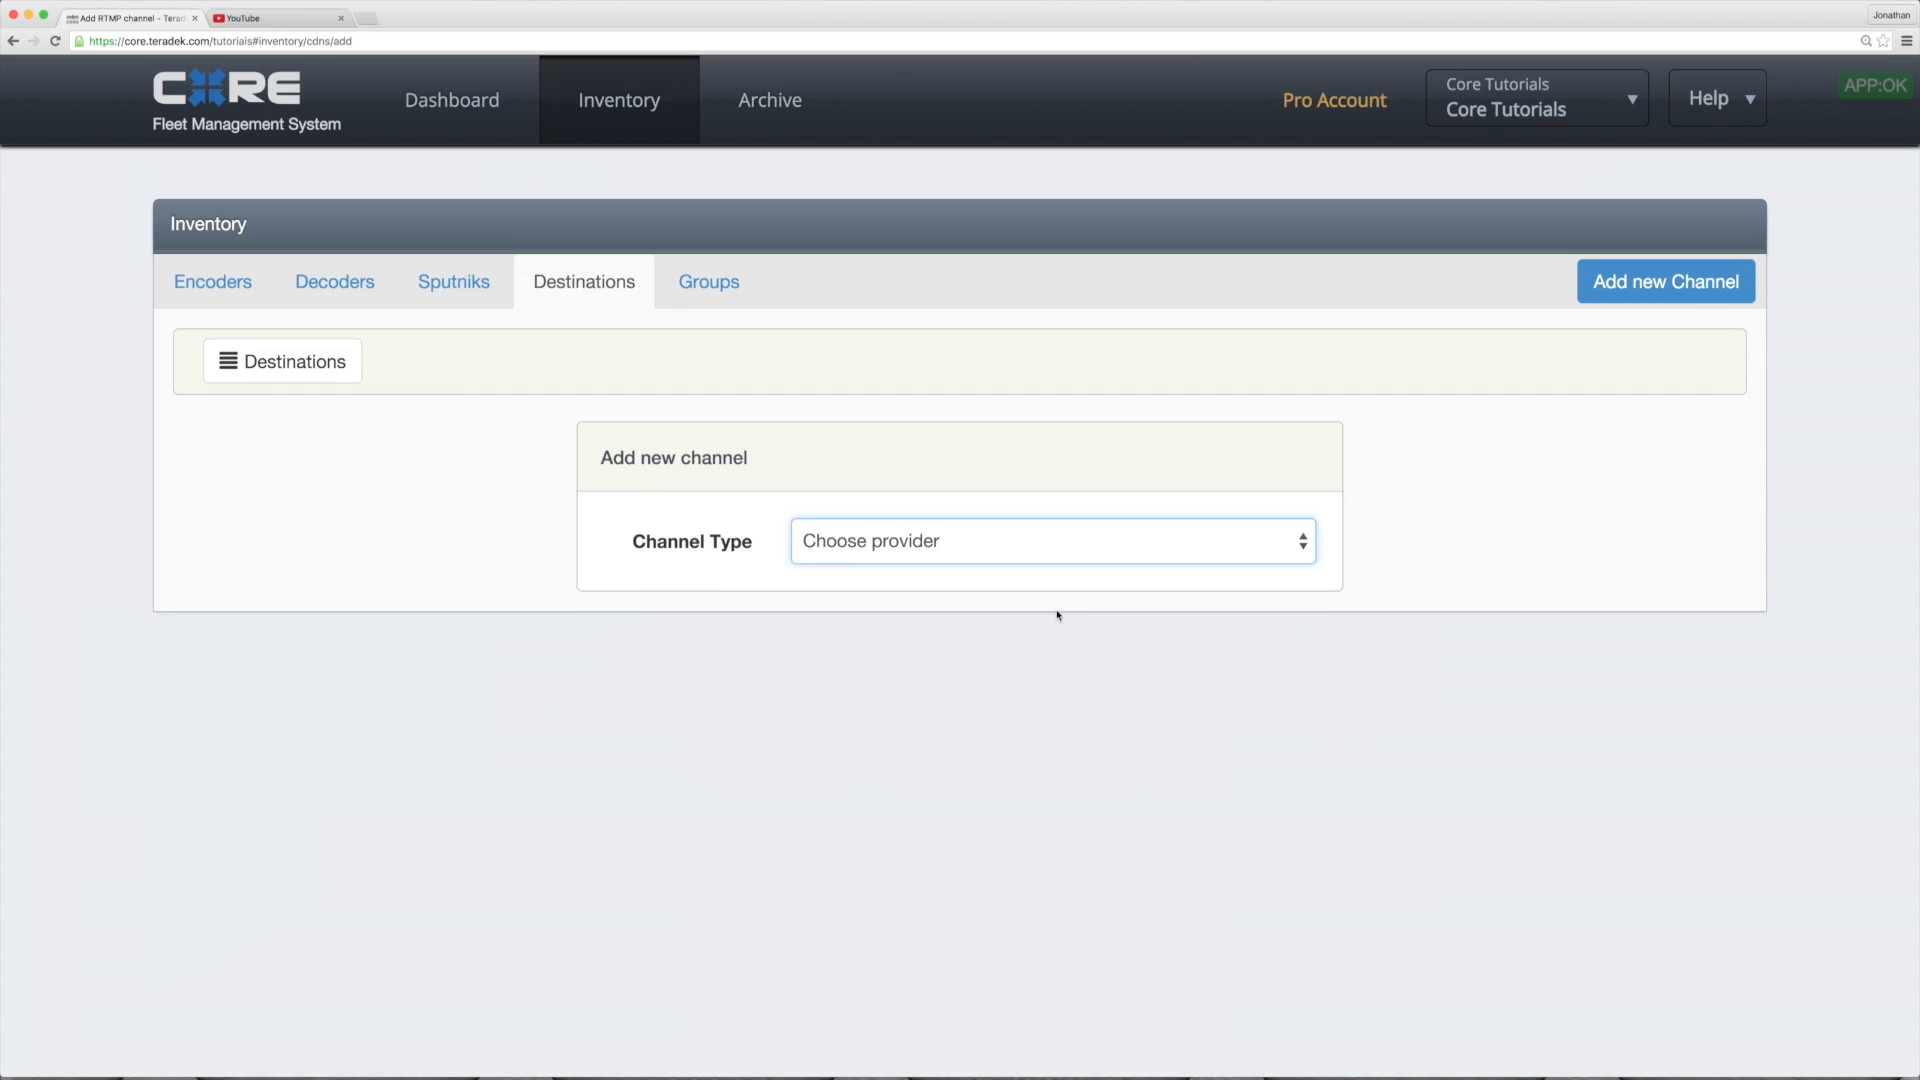 Add RTMP channel - Terad
YouTube
Jonathan
https://core.teradek.com/tutorials#inventory/cdns/add
CORE
Fleet Management System
Dashboard
Inventory
Archive
Pro Account
Core Tutorials
Core Tutorials
Help
APP:OK
Inventory
Encoders
Decoders
Sputniks
Destinations
Groups
Add new Channel
Destinations
Add new channel
Channel Type
Choose provider